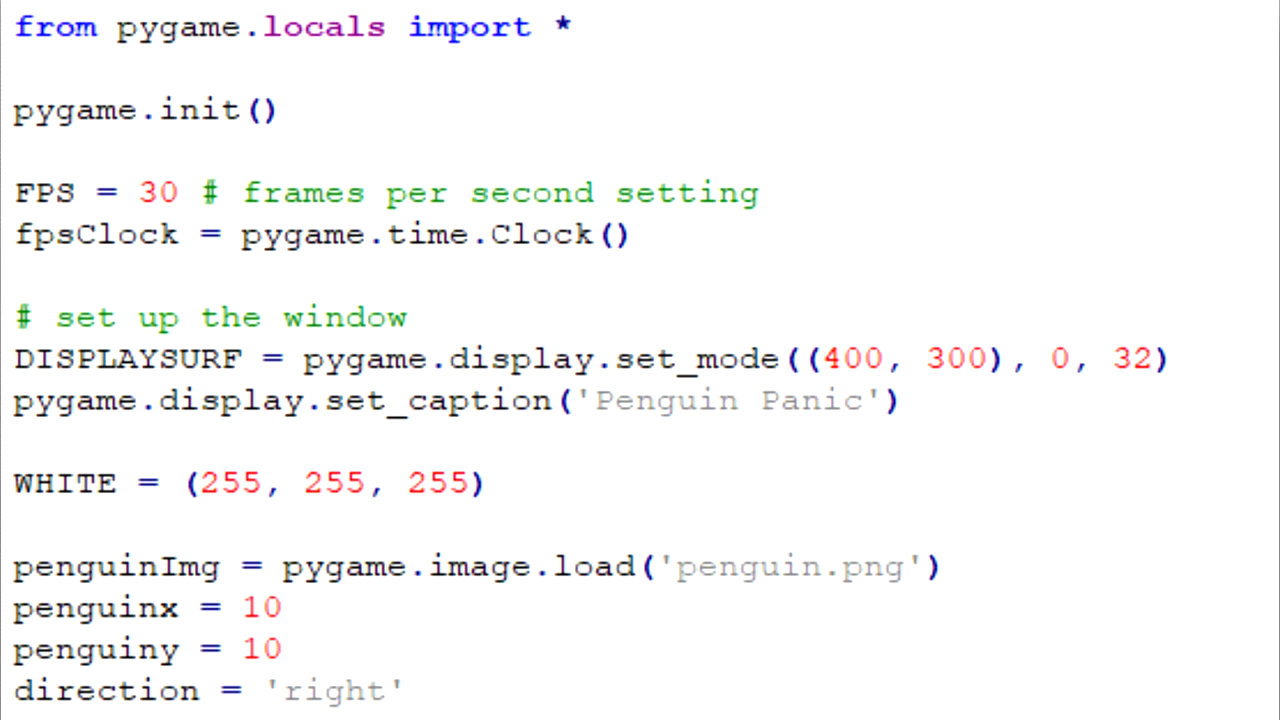 from pygame.locals import *
pygame.init()
FPS = 30 # frames per second setting
fpsClock = pygame.time.Clock()
# set up the window
DISPLAYSURF = pygame.display.set_mode((400, 300), 0, 32)
pygame.display.set_caption('Penguin Panic')
WHITE = (255, 255, 255)
penguinImg = pygame.image.load('penguin.png')
penguinx = 10
penguiny = 10
direction = 'right'